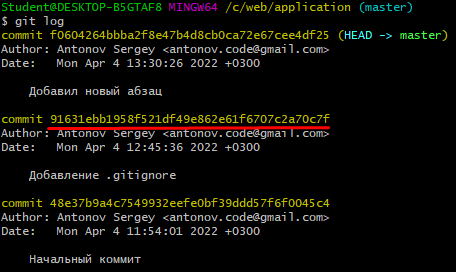 Student@DESKTOP-B5GTAF8 MINGW64 /c/web/application (master)
$ git log
commit f0604264bbba2f8e47b4d8cb0ca72e67cee4df25 (HEAD -> master)
Author: Antonov Sergey <antonov.code@gmail.com>
Date:   Mon Apr 4 13:30:26 2022 +0300
Добавил новый абзац
commit 91631ebb1958f521df49e862e61f6707c2a70c7f
Author: Antonov Sergey <antonov.code@gmail.com>
Date:   Mon Apr 4 12:45:36 2022 +0300
Добавление .gitignore
commit 48e37b9a4c7549932eefe0bf39ddd57f6f0045c4
Author: Antonov Sergey <antonov.code@gmail.com>
Date:   Mon Apr 4 11:54:01 2022 +0300
Начальный коммит